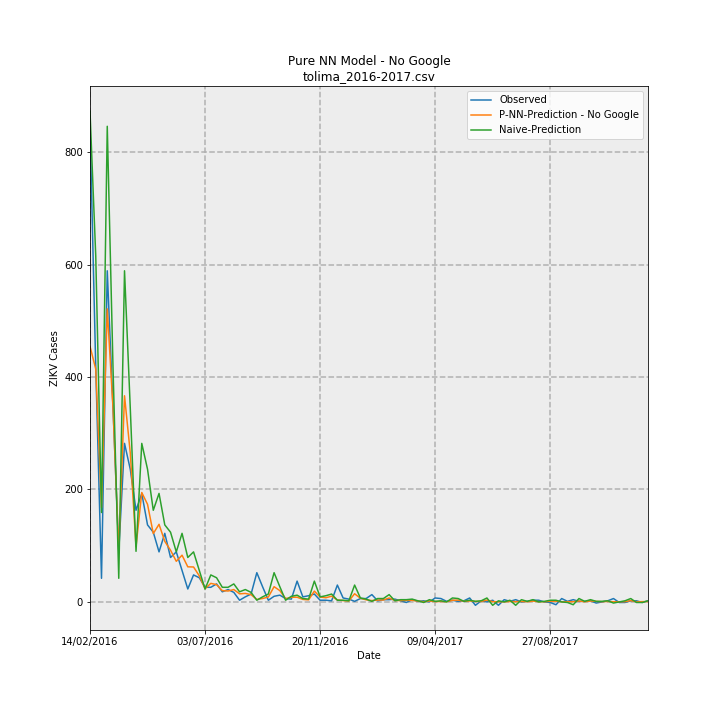 Pure NN Model - No Google
tolima_2016-2017.csv
Observed
P-NN-Prediction - No Google
Naive-Prediction
800
600
400
200
0
ZIKV Cases
14/02/2016
03/07/2016
20/11/2016
09/04/2017
27/08/2017
Date